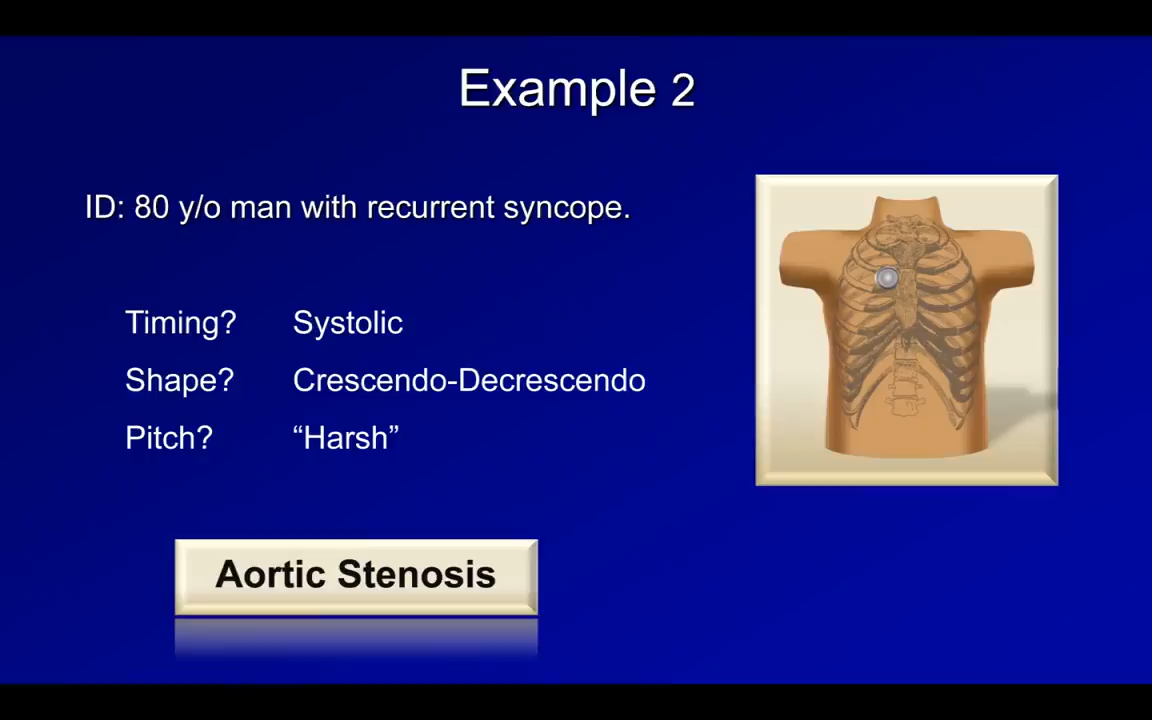 Example 2
ID: 80 y/o man with recurrent syncope.
Timing? Systolic
Shape? Crescendo-Decrescendo
Pitch? “Harsh”
Aortic Stenosis